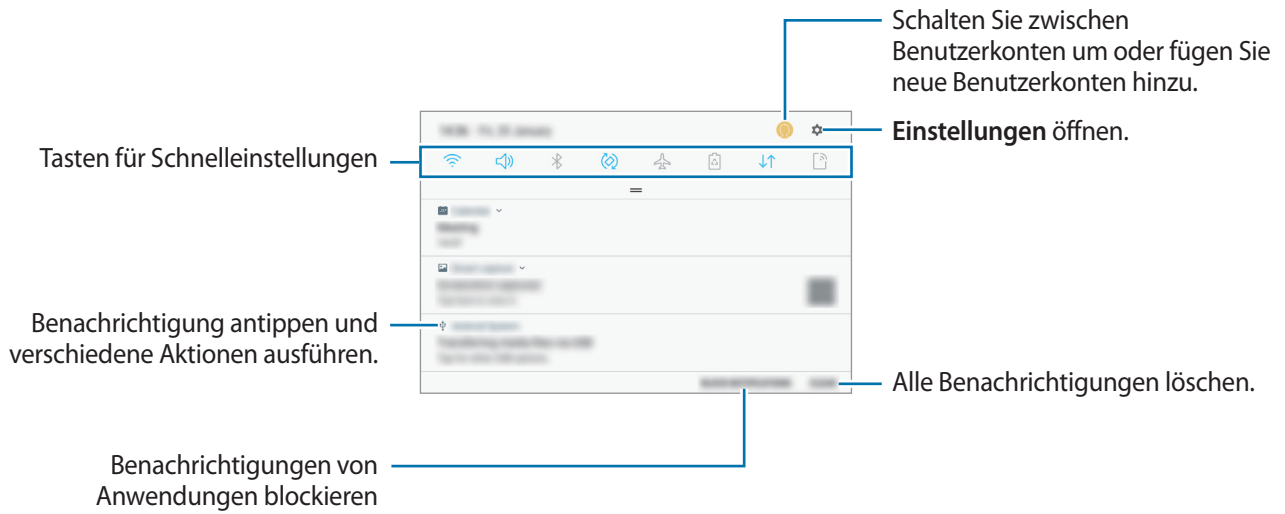 Schalten Sie zwischen
Benutzerkonten um oder fügen Sie
neue Benutzerkonten hinzu.
Einstellungen öffnen.
Tasten für Schnelleinstellungen
Benachrichtigung antippen und
verschiedene Aktionen ausführen.
Alle Benachrichtigungen löschen.
Benachrichtigungen von
Anwendungen blockieren